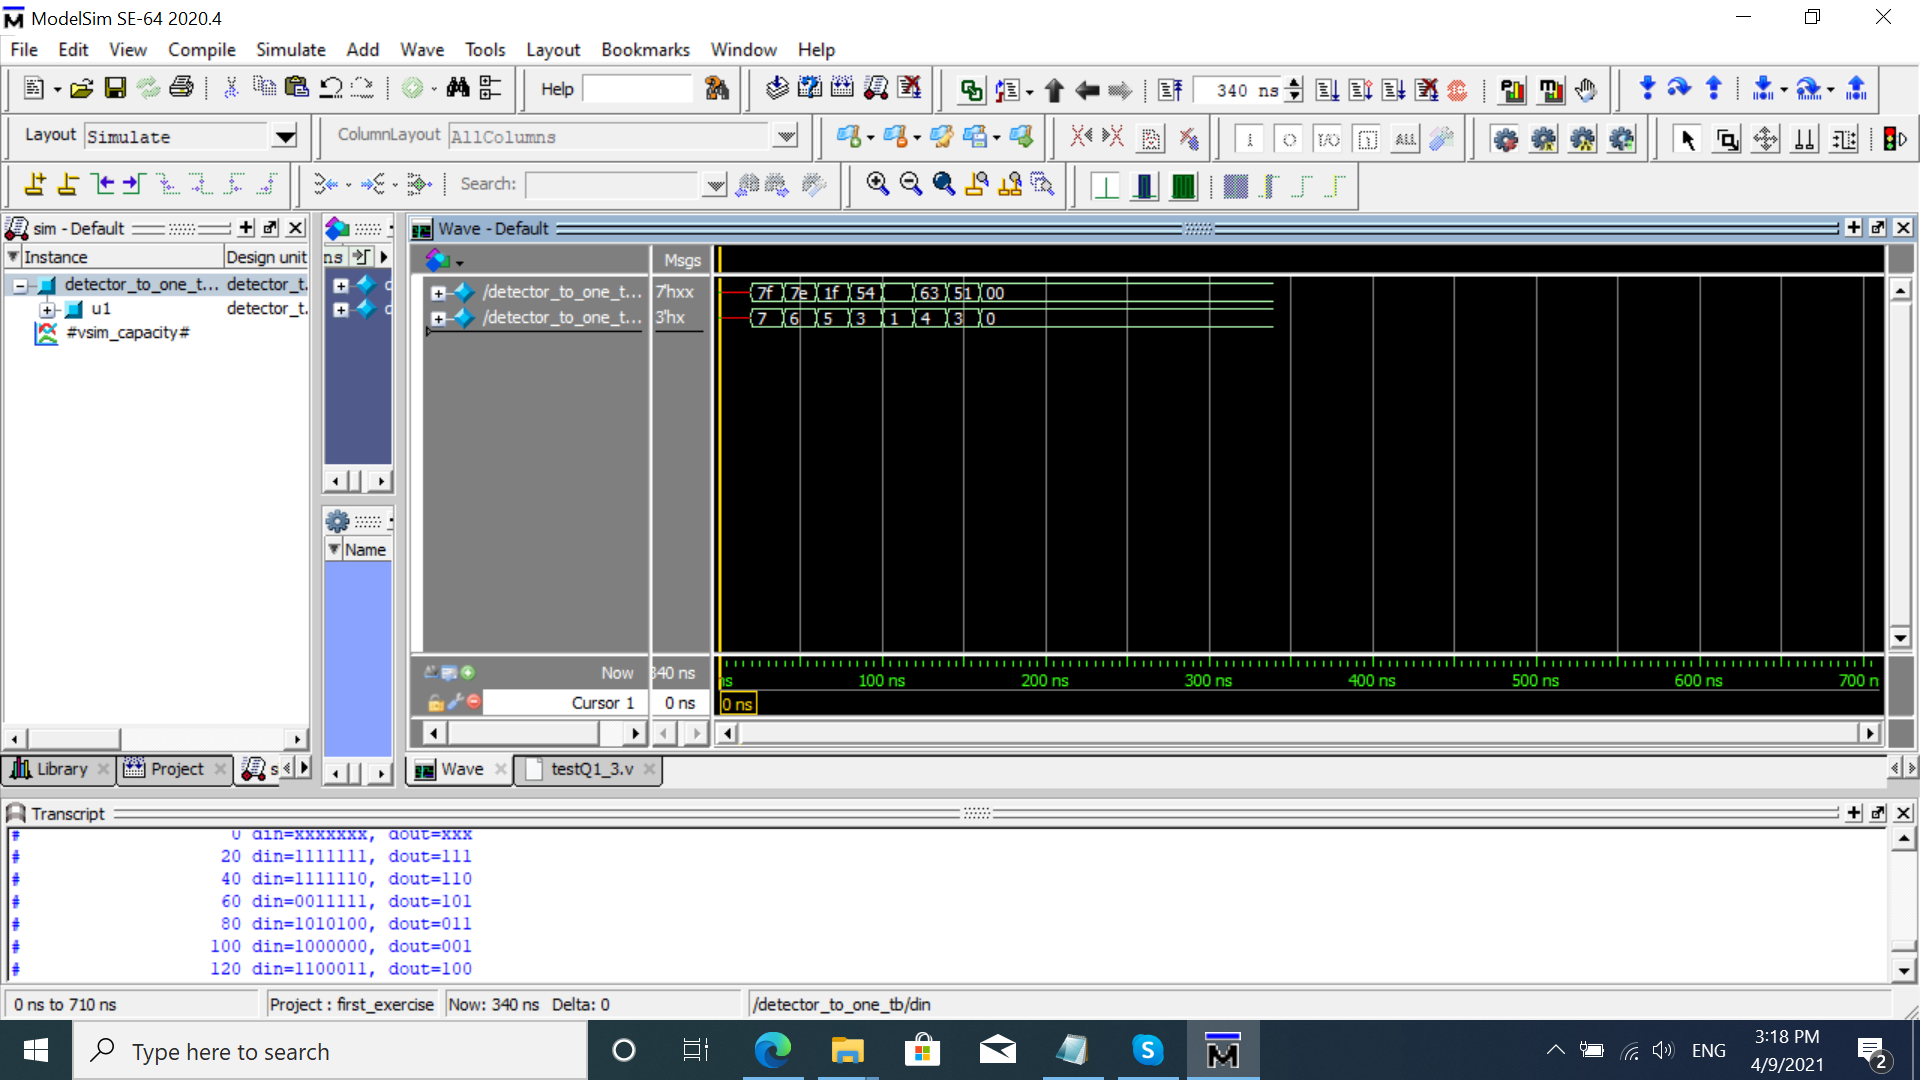 ModelSim SE-64 2020.4
File Edit View Compile Simulate Add Wave Tools Layout Bookmarks Window Help
Help 340 ns
Layout Simulate ColumnLayout AllColumns
Search:
sim - Default
Wave - Default
Instance Design unit
ns
Msgs
detector_to_one_t... detector_t.
u1 detector_t.
#vsim_capacity#
/detector_to_one_t... 7'hxx 7f 7e 1f 54 63 51 00
/detector_to_one_t... 3'hx 7 6 5 3 1 4 3 0
Name
Now 340 ns
ns 100 ns 200 ns 300 ns 400 ns 500 ns 600 ns 700 n
Cursor 1 0 ns 0 ns
Library Project s
Wave testQ1_3.v
Transcript
# 0 din=xxxxxxx, dout=xxx
# 20 din=1111111, dout=111
# 40 din=1111110, dout=110
# 60 din=0011111, dout=101
# 80 din=1010100, dout=011
# 100 din=1000000, dout=001
# 120 din=1100011, dout=100
0 ns to 710 ns Project : first_exercise Now: 340 ns Delta: 0 /detector_to_one_tb/din
Type here to search
ENG
3:18 PM
4/9/2021
2